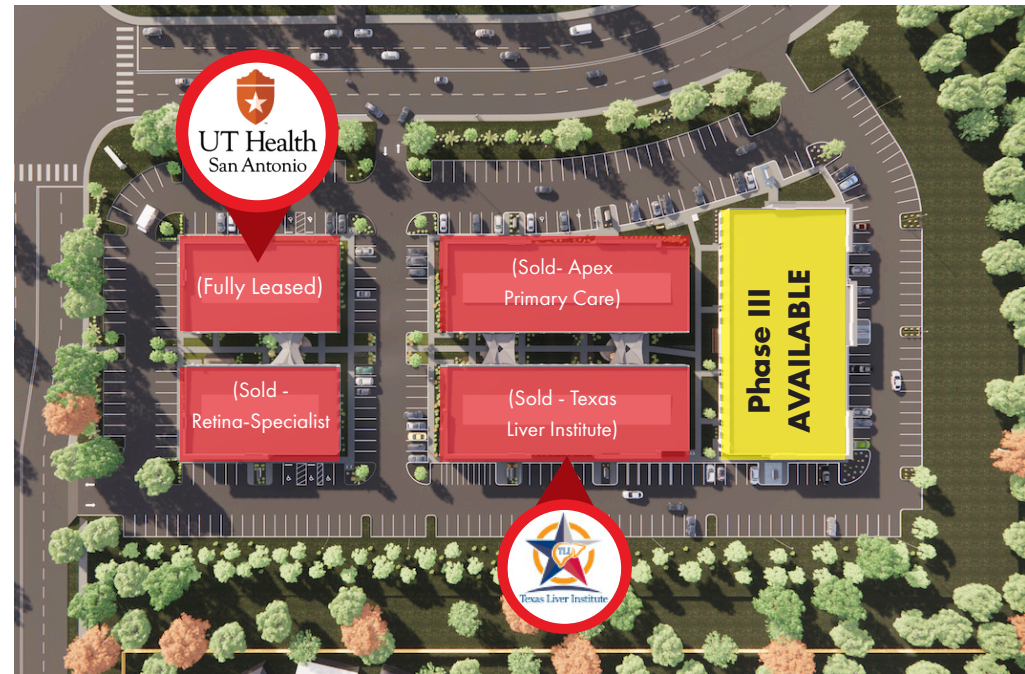 UT Health
San Antonio
(Fully Leased)
(Sold- Apex
Primary Care)
Phase III
AVAILABLE
(Sold -
Retina-Specialist
(Sold - Texas
Liver Institute)
TLI
Texas Liver Institute